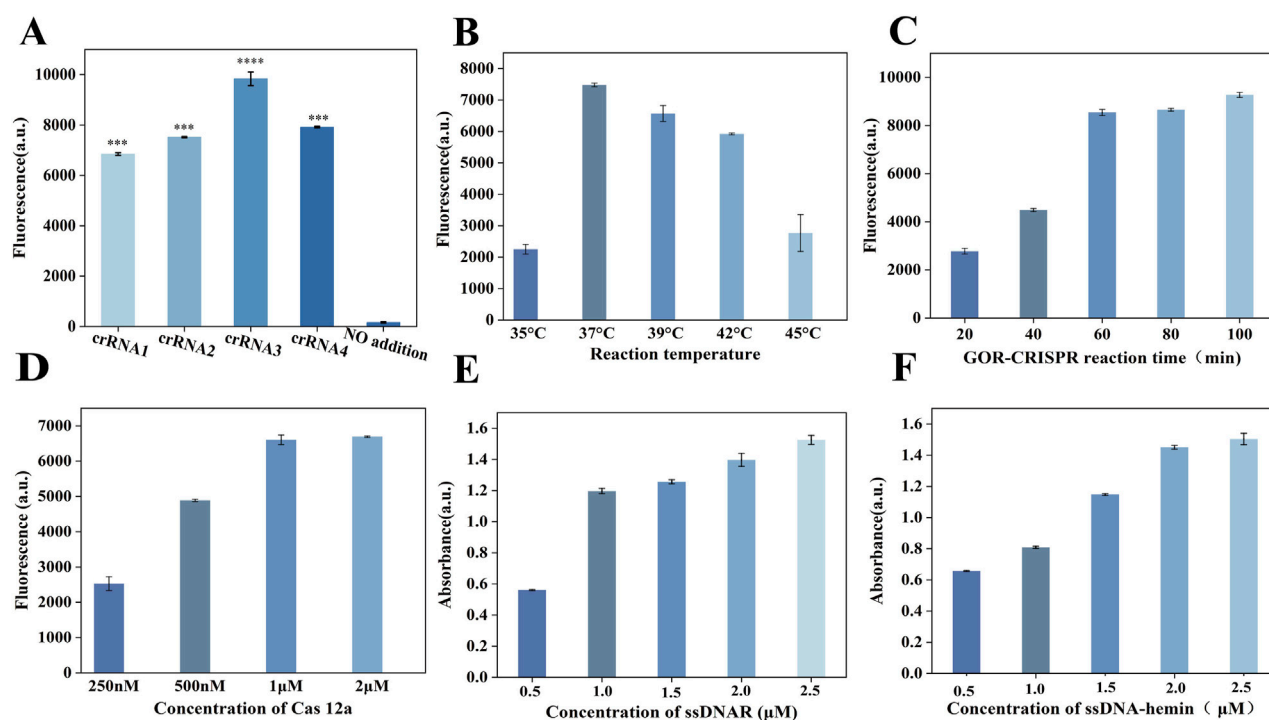 A
Fluorescence(a.u.)
10000
8000
6000
4000
2000
0
***
***
****
***
crRNA1
crRNA2
crRNA3
crRNA4
NO addition
B
Fluorescence(a.u.)
8000
7000
6000
5000
4000
3000
2000
1000
0
35°C
37°C
39°C
42°C
45°C
Reaction temperature
C
Fluorescence(a.u.)
10000
8000
6000
4000
2000
0
20
40
60
80
100
GOR-CRISPR reaction time（min)
D
Fluorescence (a.u.)
7000
6000
5000
4000
3000
2000
1000
0
250nM
500nM
1μM
2μM
Concentration of Cas 12a
E
Absorbance(a.u.)
1.6
1.4
1.2
1.0
0.8
0.6
0.4
0.2
0.0
0.5
1.0
1.5
2.0
2.5
Concentration of ssDNAR (μM)
F
Absorbance(a.u.)
1.6
1.4
1.2
1.0
0.8
0.6
0.4
0.2
0.0
0.5
1.0
1.5
2.0
2.5
Concentration of ssDNA-hemin（ μM）